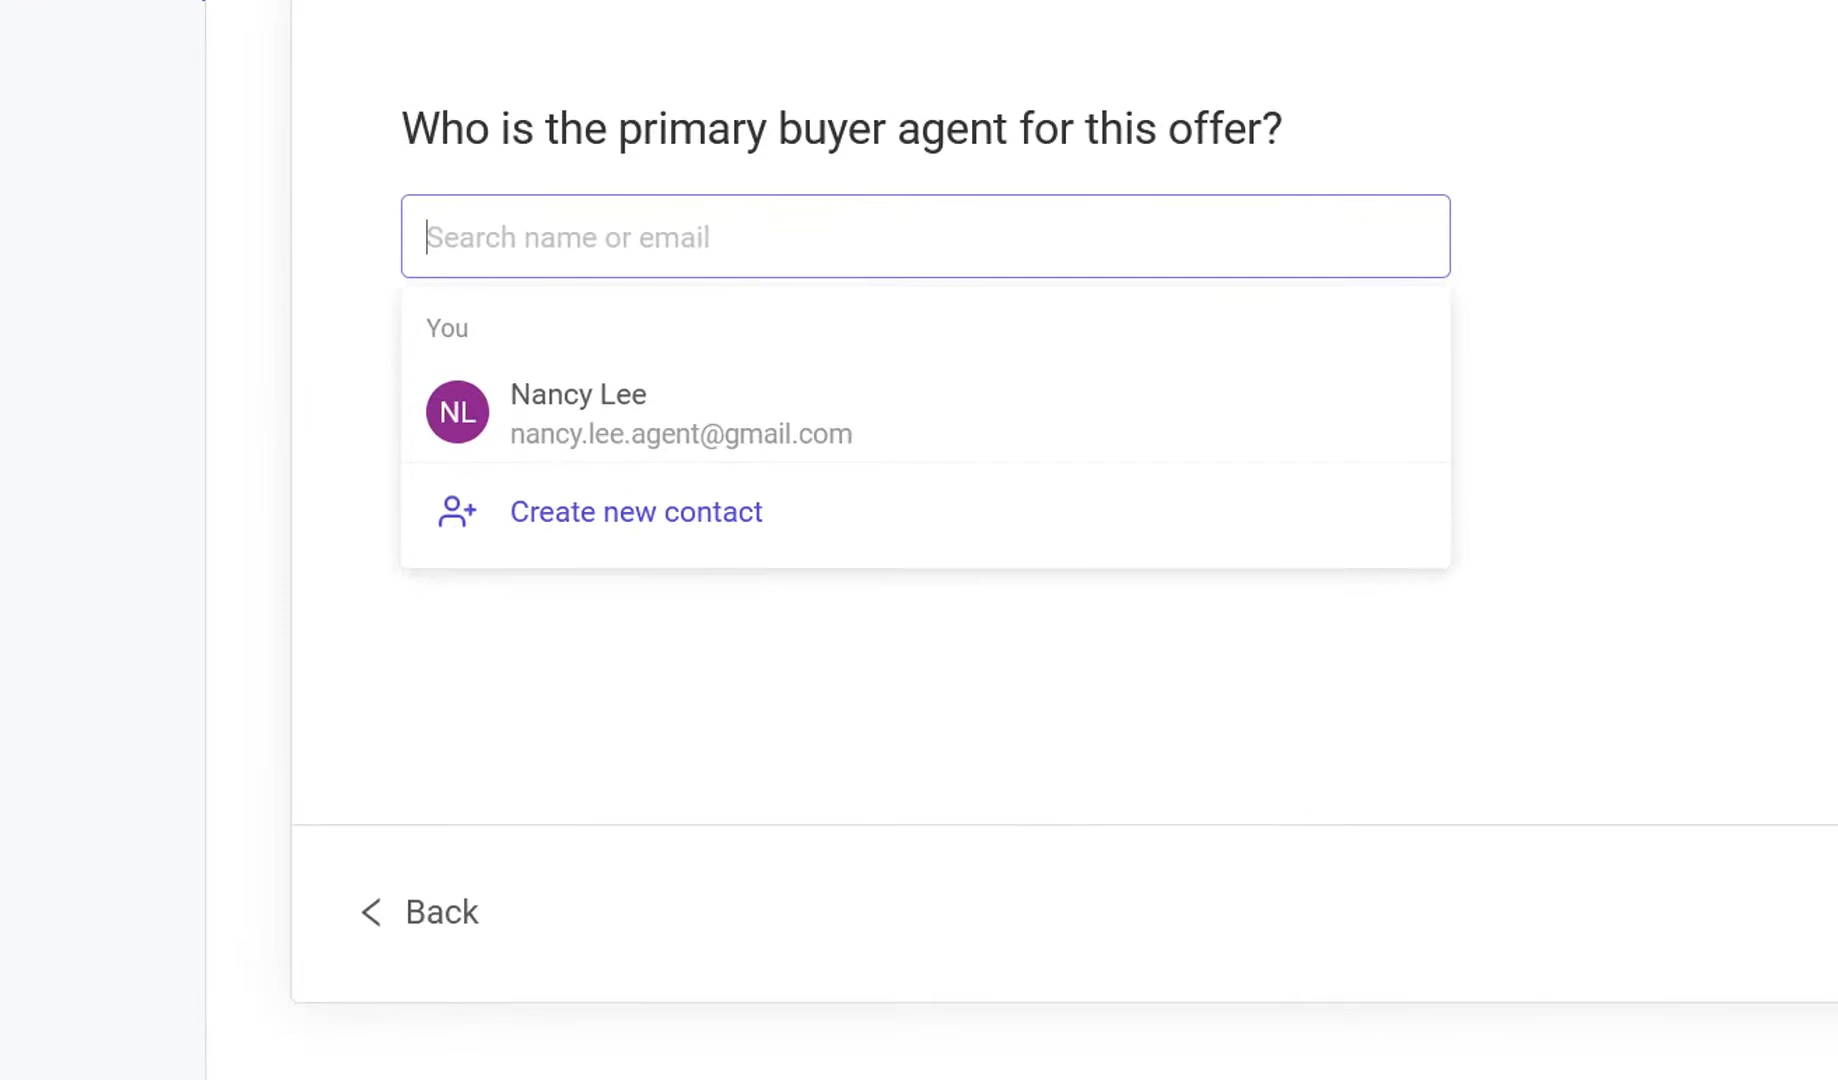 Who is the primary buyer agent for this offer?
Search name or email
You
NL
Nancy Lee
nancy.lee.agent@gmail.com
Create new contact
Back